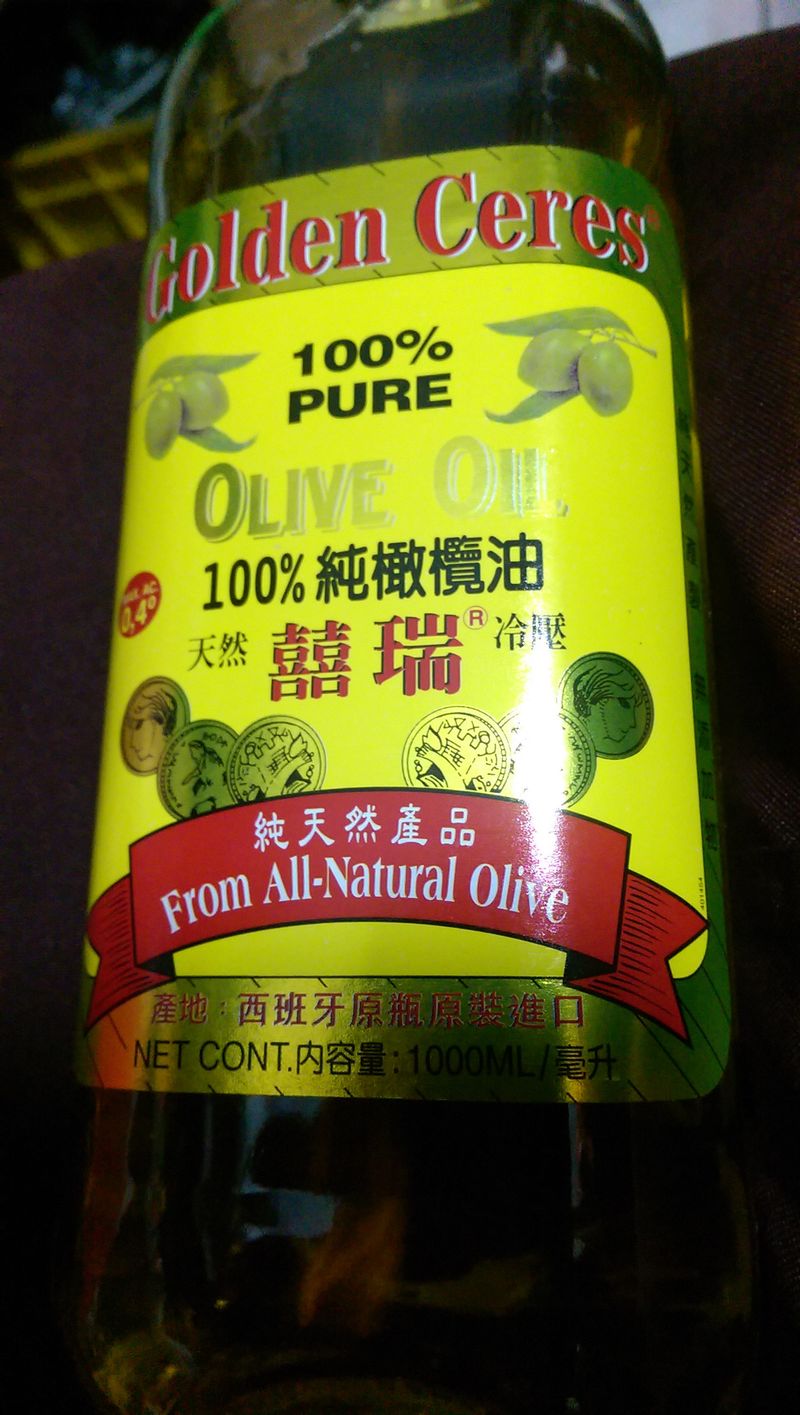 Golden Ceres®
100%
PURE
OLIVE OIL
100%純橄欖油
MAX. AC.
0,4°
天然 囍瑞® 冷壓
純天然產品
From All-Natural Olive
產地:西班牙原瓶原裝進口
NET CONT.内容量:1000ML/毫升